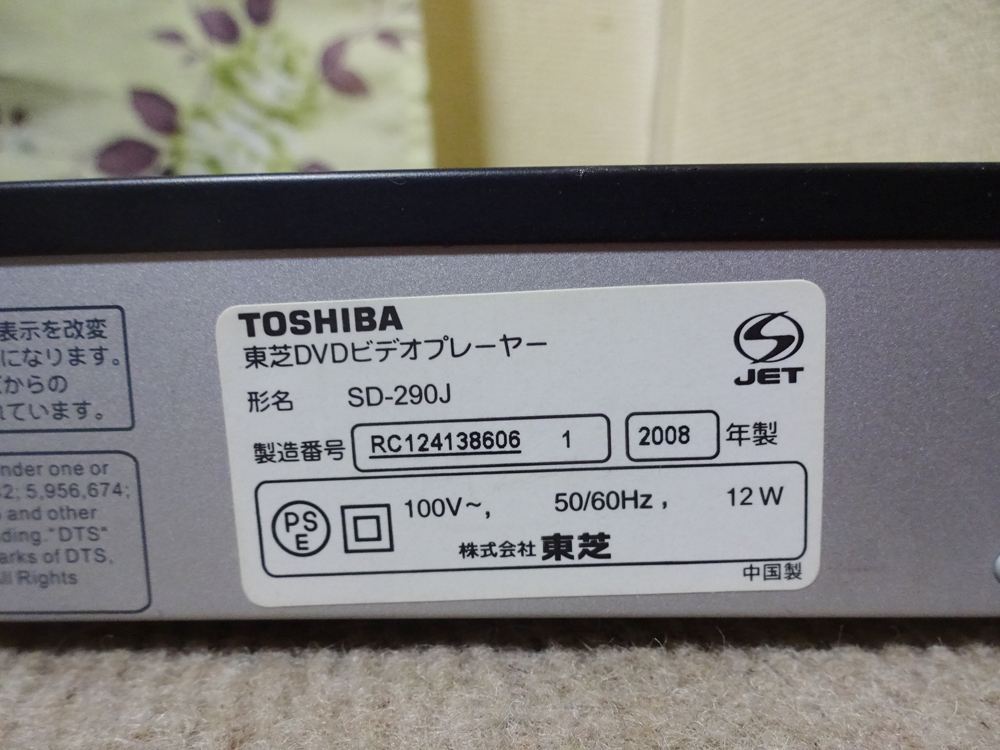 表示を改変
になります。
からの
れています。
nder one or
2; 5,956,674;
and other
ding. "DTS"
arks of DTS,
All Rights
TOSHIBA
東芝DVDビデオプレーヤー
JET
形名 SD-290J
製造番号 RC124138606 1 2008 年製
PS
E
100V~, 50/60Hz, 12W
株式会社 東芝
中国製